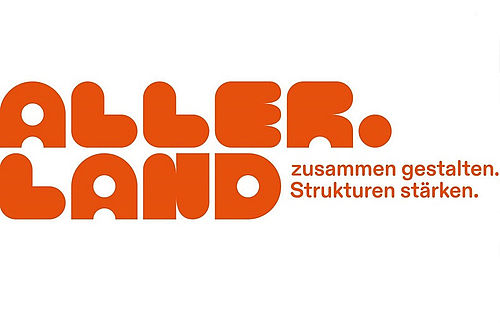 ALLER.
LAND
zusammen gestalten.
Strukturen stärken.